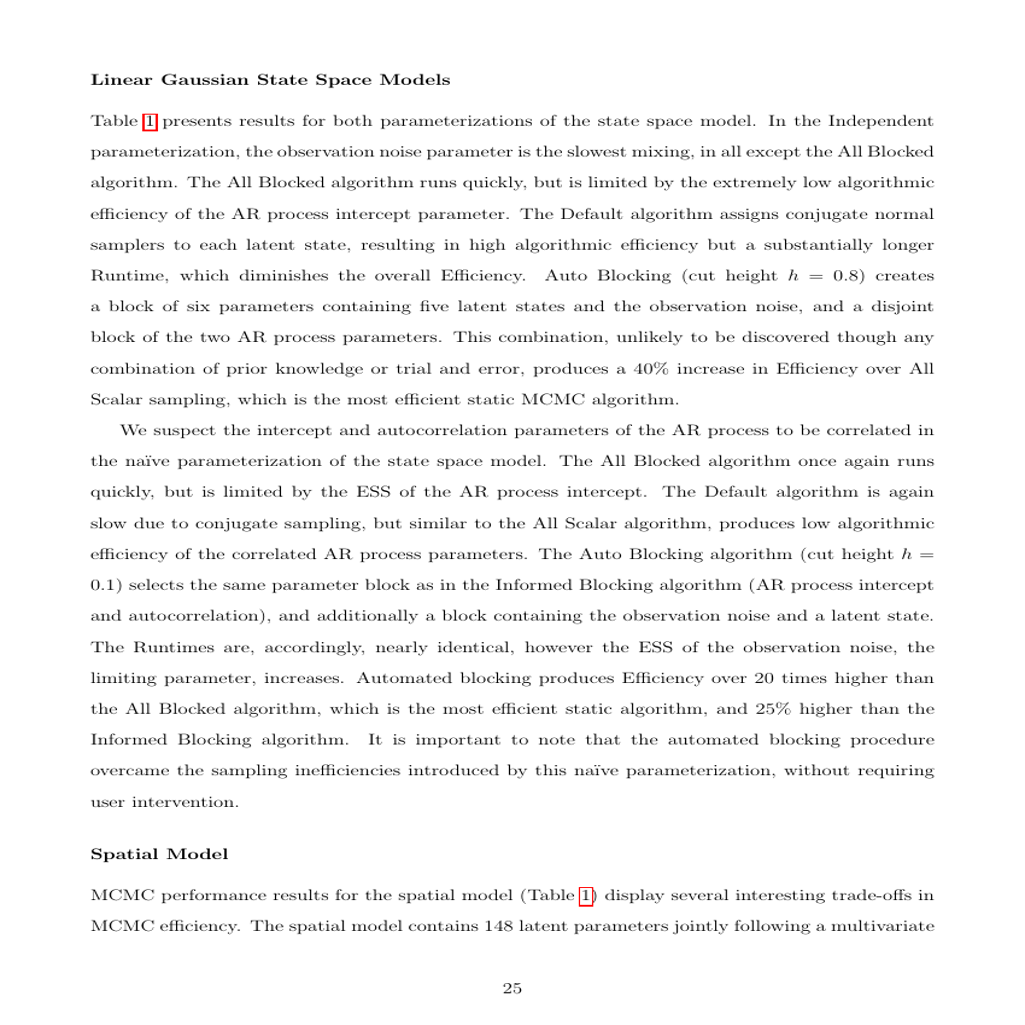 Linear Gaussian State Space Models
Table 1 presents results for both parameterizations of the state space model. In the Independent
parameterization, the observation noise parameter is the slowest mixing, in all except the All Blocked
algorithm. The All Blocked algorithm runs quickly, but is limited by the extremely low algorithmic
efficiency of the AR process intercept parameter. The Default algorithm assigns conjugate normal
samplers to each latent state, resulting in high algorithmic efficiency but a substantially longer
Runtime, which diminishes the overall Efficiency. Auto Blocking (cut height h = 0.8) creates
a block of six parameters containing five latent states and the observation noise, and a disjoint
block of the two AR process parameters. This combination, unlikely to be discovered though any
combination of prior knowledge or trial and error, produces a 40% increase in Efficiency over All
Scalar sampling, which is the most efficient static MCMC algorithm.
We suspect the intercept and autocorrelation parameters of the AR process to be correlated in
the naïve parameterization of the state space model. The All Blocked algorithm once again runs
quickly, but is limited by the ESS of the AR process intercept. The Default algorithm is again
slow due to conjugate sampling, but similar to the All Scalar algorithm, produces low algorithmic
efficiency of the correlated AR process parameters. The Auto Blocking algorithm (cut height h =
0.1) selects the same parameter block as in the Informed Blocking algorithm (AR process intercept
and autocorrelation), and additionally a block containing the observation noise and a latent state.
The Runtimes are, accordingly, nearly identical, however the ESS of the observation noise, the
limiting parameter, increases. Automated blocking produces Efficiency over 20 times higher than
the All Blocked algorithm, which is the most efficient static algorithm, and 25% higher than the
Informed Blocking algorithm. It is important to note that the automated blocking procedure
overcame the sampling inefficiencies introduced by this naïve parameterization, without requiring
user intervention.
Spatial Model
MCMC performance results for the spatial model (Table 1) display several interesting trade-offs in
MCMC efficiency. The spatial model contains 148 latent parameters jointly following a multivariate
25